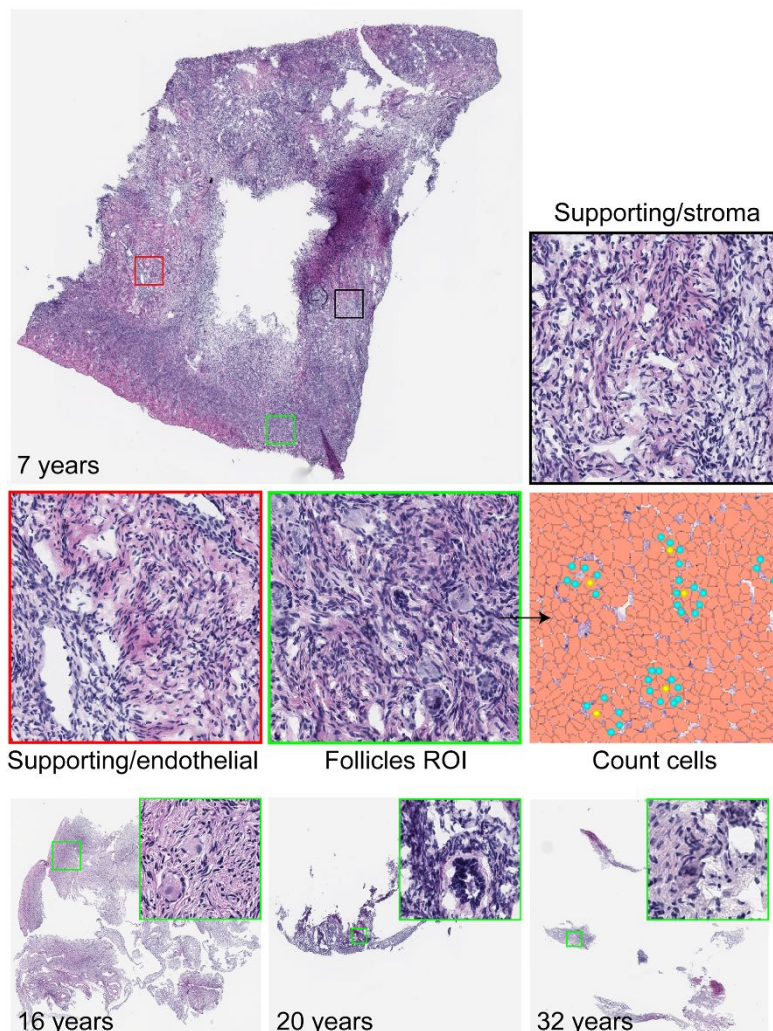 7 years
Supporting/stroma
Supporting/endothelial
Follicles ROI
Count cells
16 years
20 years
32 years